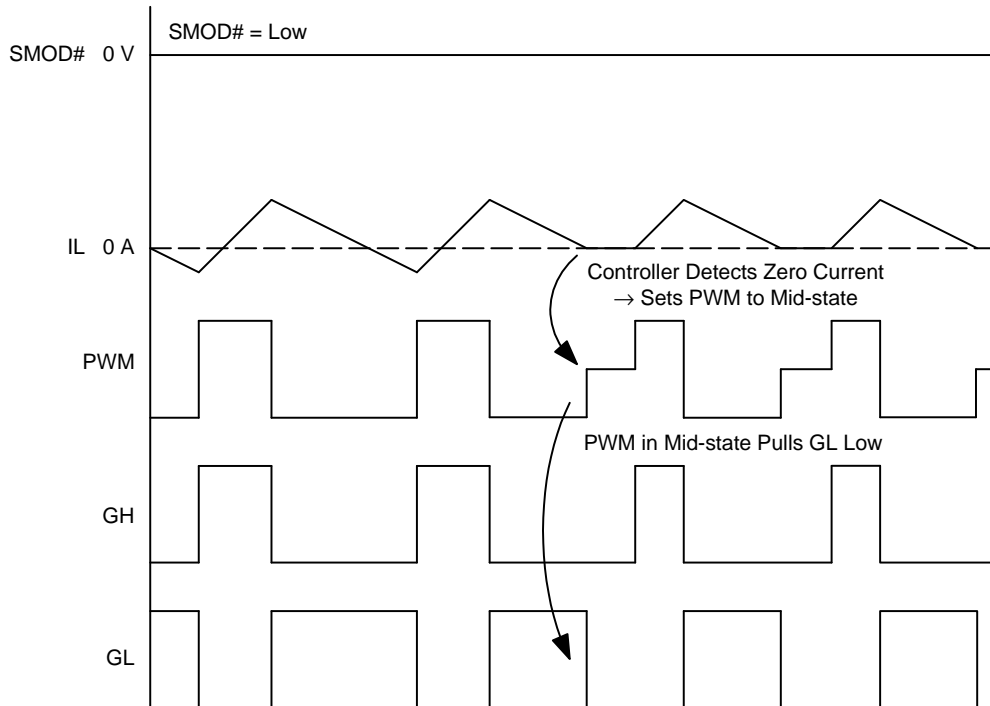 SMOD# = Low
SMOD# 0 V
IL 0 A
Controller Detects Zero Current
→ Sets PWM to Mid-state
PWM
PWM in Mid-state Pulls GL Low
GH
GL